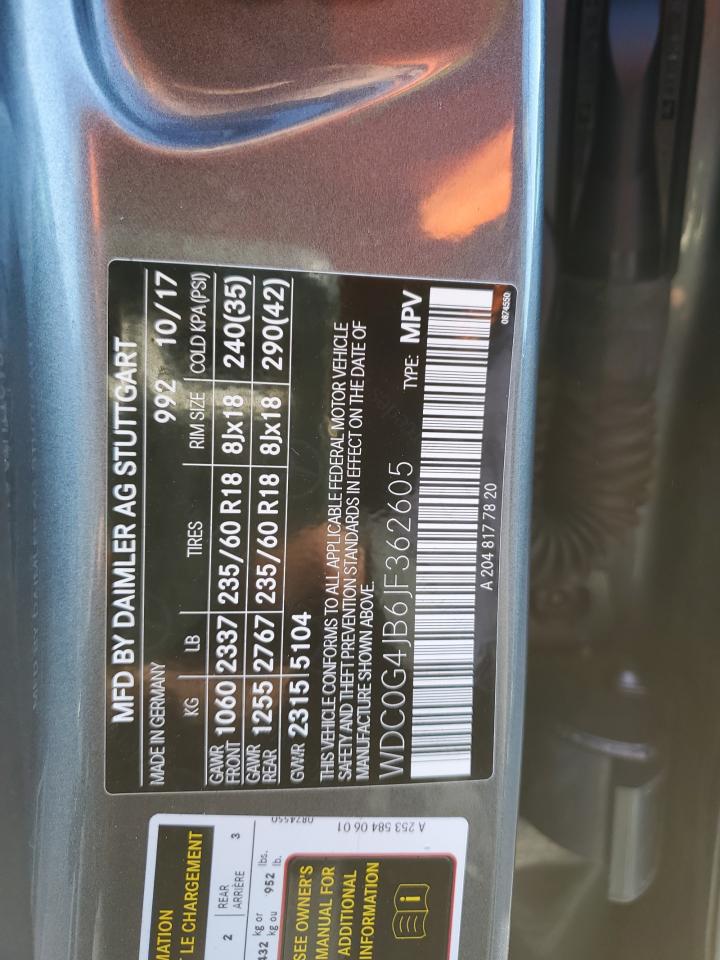 MFD BY DAIMLER AG STUTTGART
MADE IN GERMANY 992 10/17
KG LB TIRES RIM SIZE COLD KPA(PSI)
GAWR FRONT 1060 2337 235/60 R18 8Jx18 240(35)
GAWR REAR 1255 2767 235/60 R18 8Jx18 290(42)
GVWR 2315 5104
THIS VEHICLE CONFORMS TO ALL APPLICABLE FEDERAL MOTOR VEHICLE
SAFETY AND THEFT PREVENTION STANDARDS IN EFFECT ON THE DATE OF
MANUFACTURE SHOWN ABOVE.
WDC0G4JB6JF362605 TYPE: MPV
A 204 817 78 20
0874550
MATION
LE CHARGEMENT
2 REAR ARRIÈRE 3
432 kg or 952 lbs.
kg ou lb.
SEE OWNER'S
MANUAL FOR
ADDITIONAL
INFORMATION
0874550
A 253 584 06 01